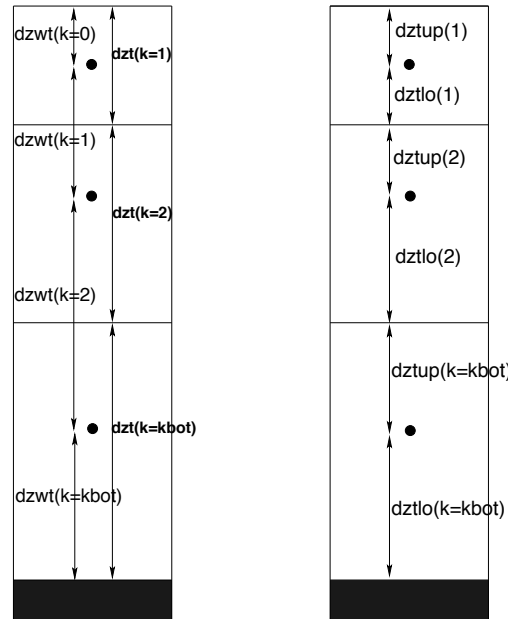 dzwt(k=0)
dzt(k=1)
dzwt(k=1)
dzt(k=2)
dzwt(k=2)
dzt(k=kbot)
dzwt(k=kbot)
dztup(1)
dztlo(1)
dztup(2)
dztlo(2)
dztup(k=kbot)
dztlo(k=kbot)